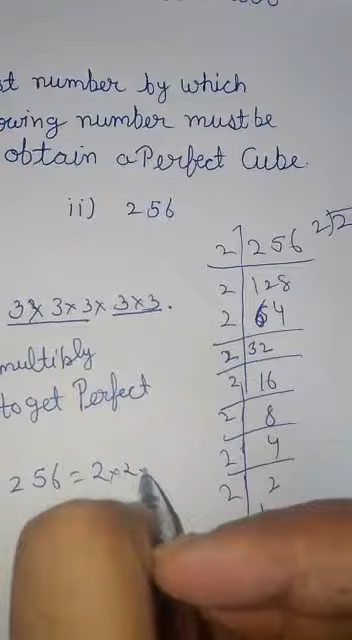 st number by which
owing number must be
obtain a Perfect Cube.
ii) 256
2 256
2 128
2 64
2 32
2 16
2 8
2 4
2 2
3 x 3 x 3 x 3 x 3 .
multibly
to get Perfect
256 = 2 x 2 x